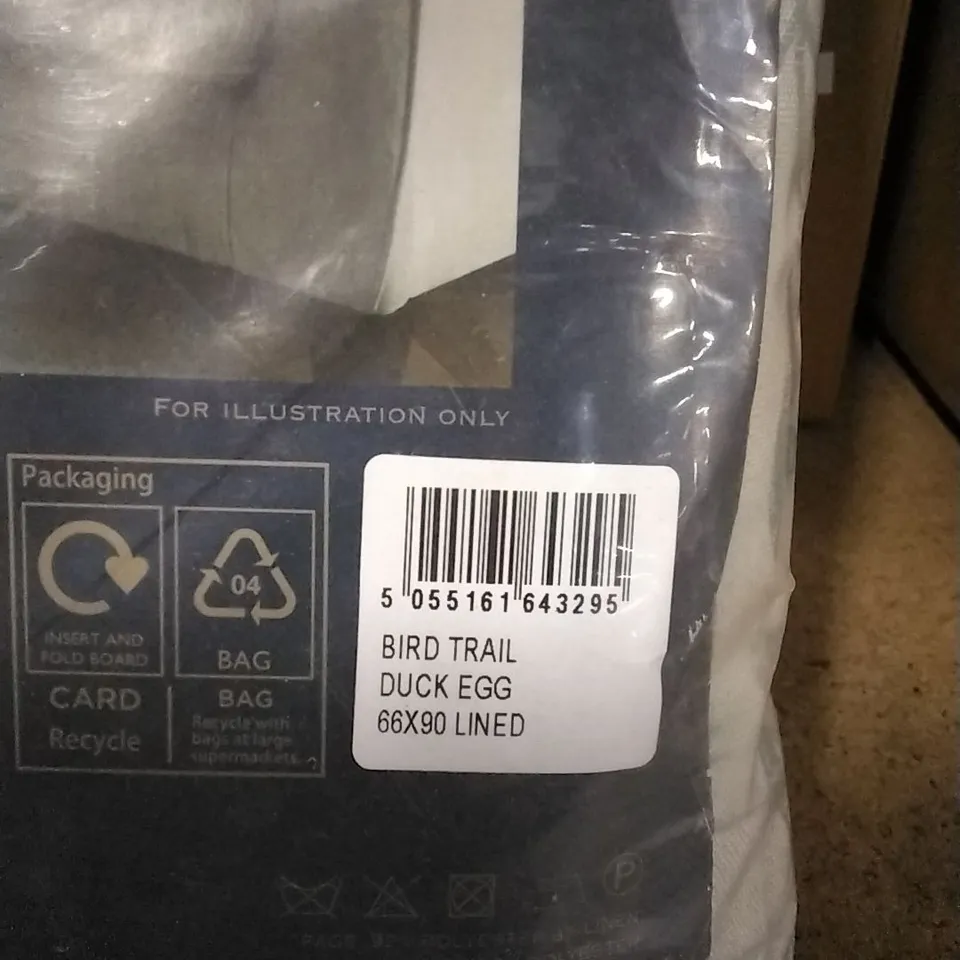 FOR ILLUSTRATION ONLY
Packaging
INSERT AND
FOLD BOARD
CARD
Recycle
04
BAG
BAG
Recycle with
bags at large
supermarkets.
5 055161 643295
BIRD TRAIL
DUCK EGG
66X90 LINED
P